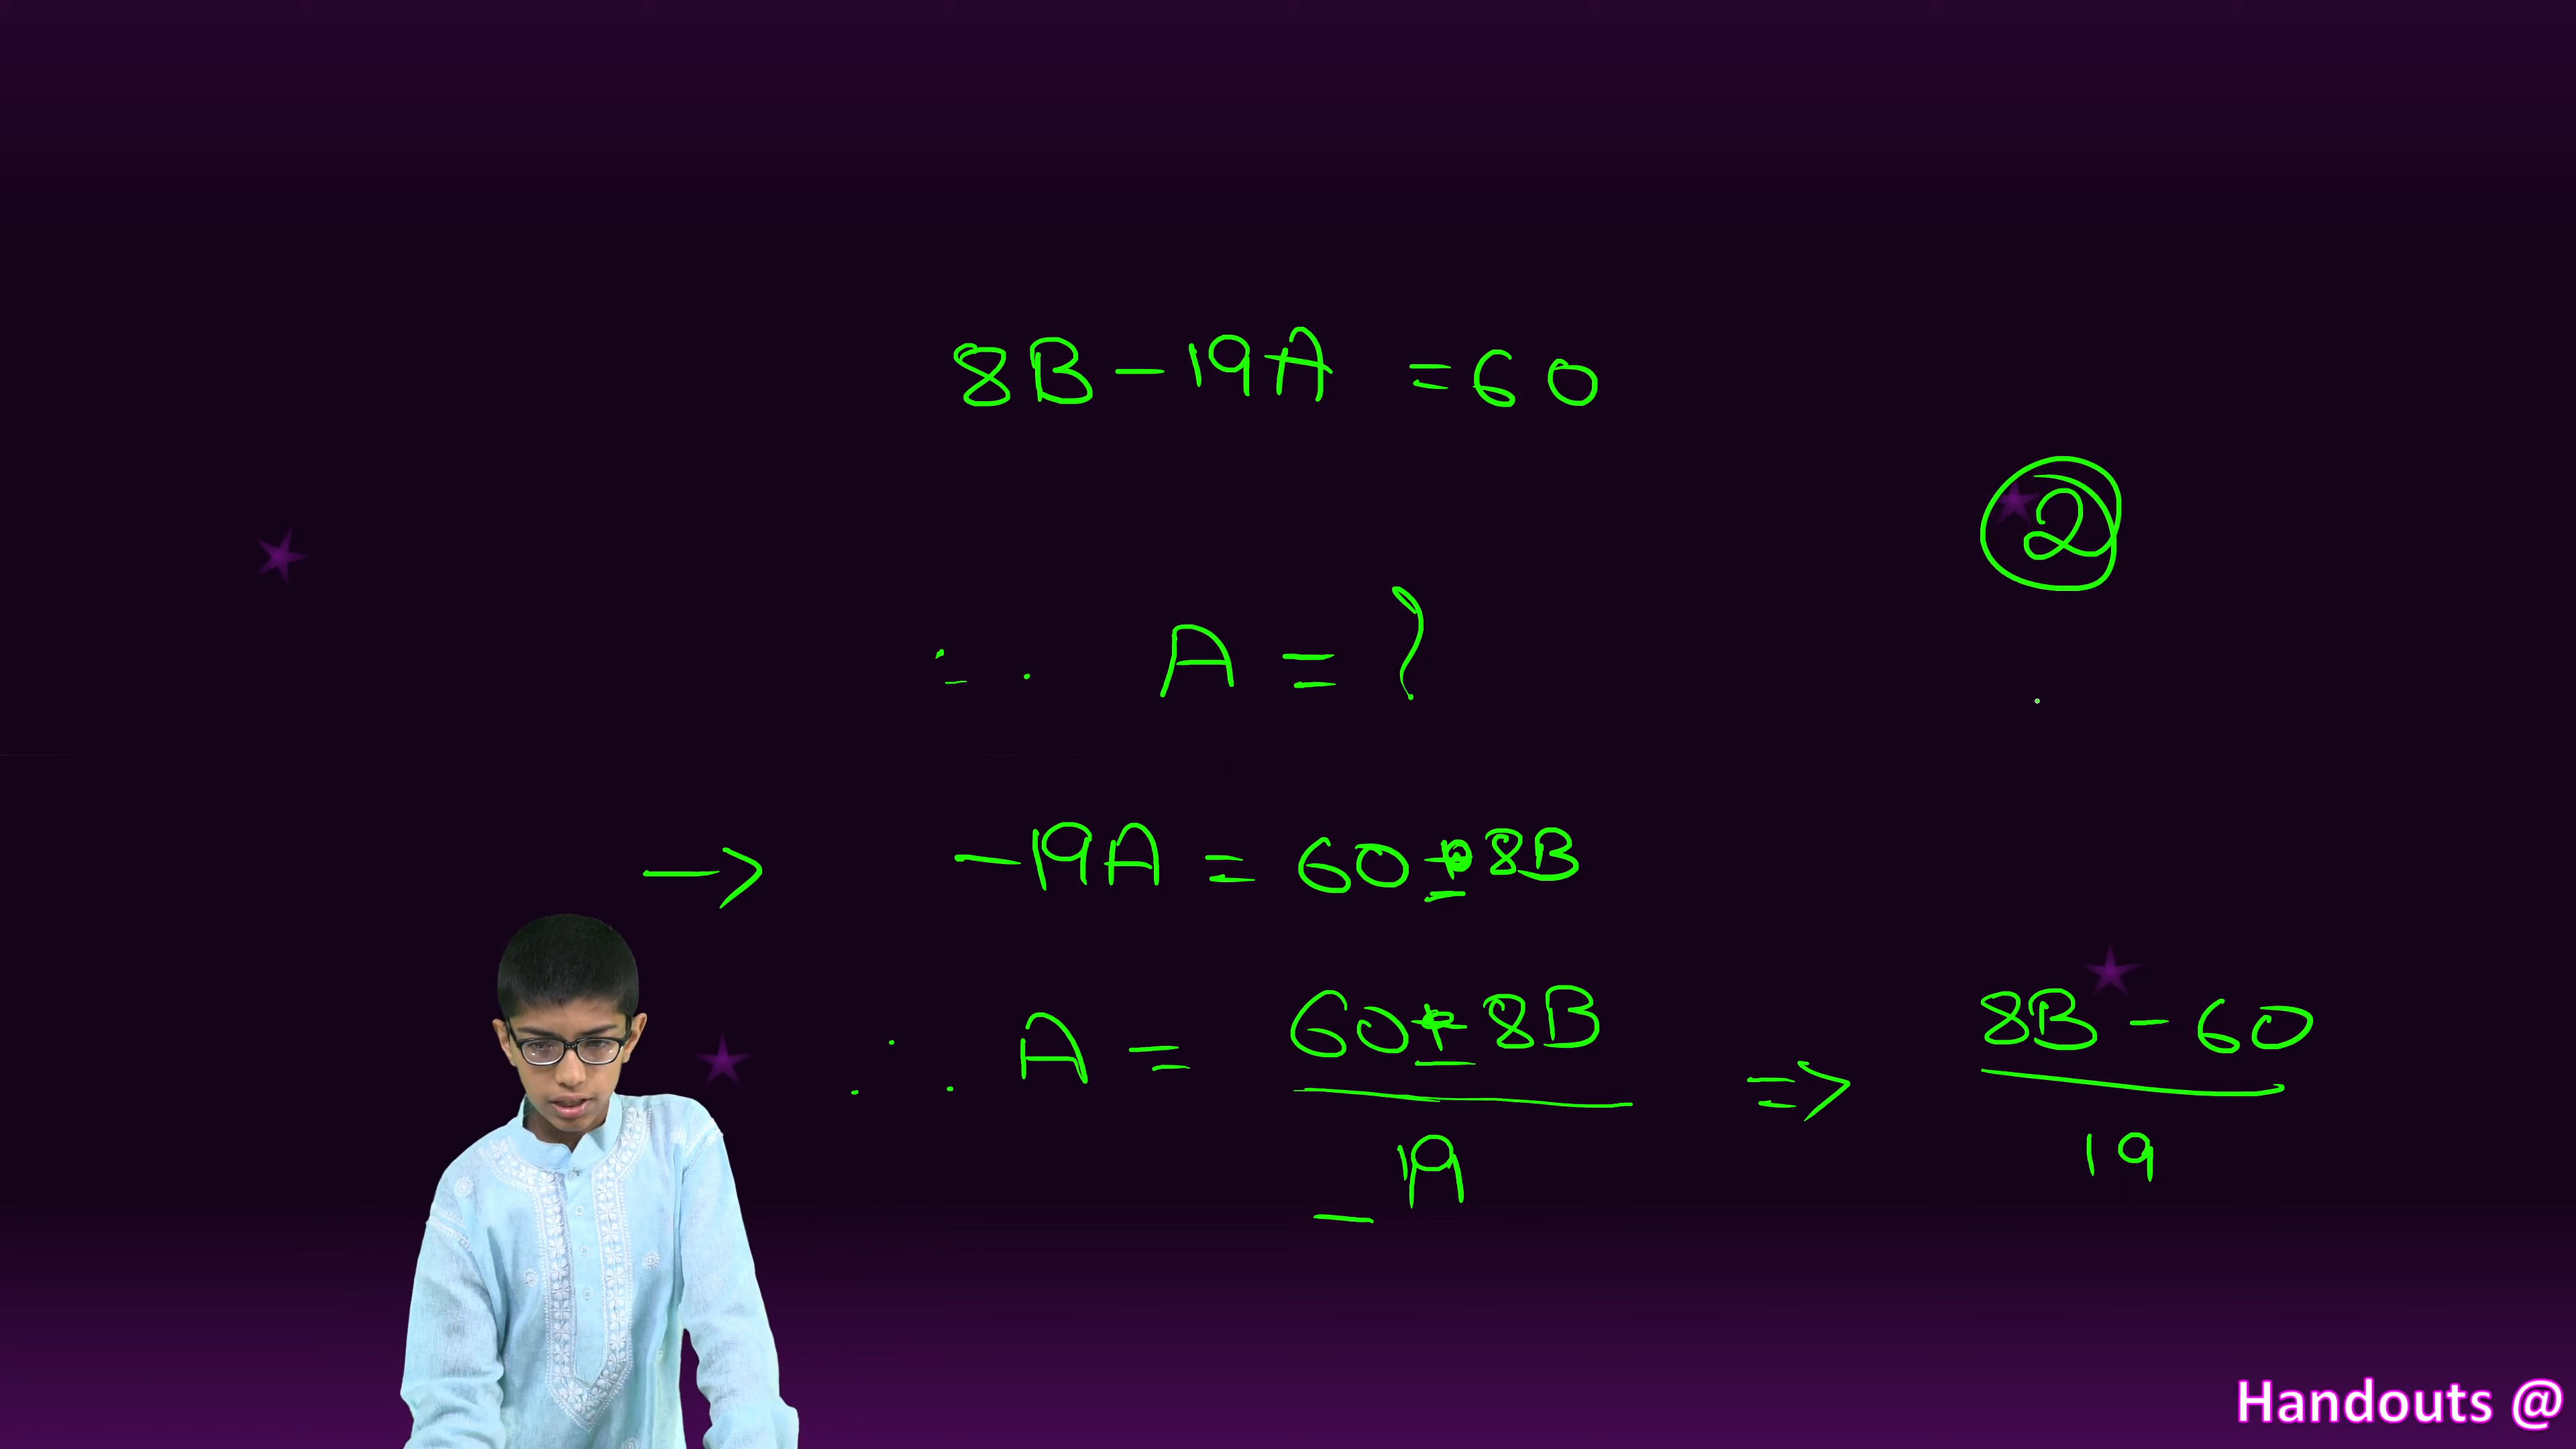 8B - 19A = 60
2
∴ A = ?
→ -19A = 60 - 8B
∴ A = 60 - 8B / -19 ⇒ 8B - 60 / 19
Handouts @